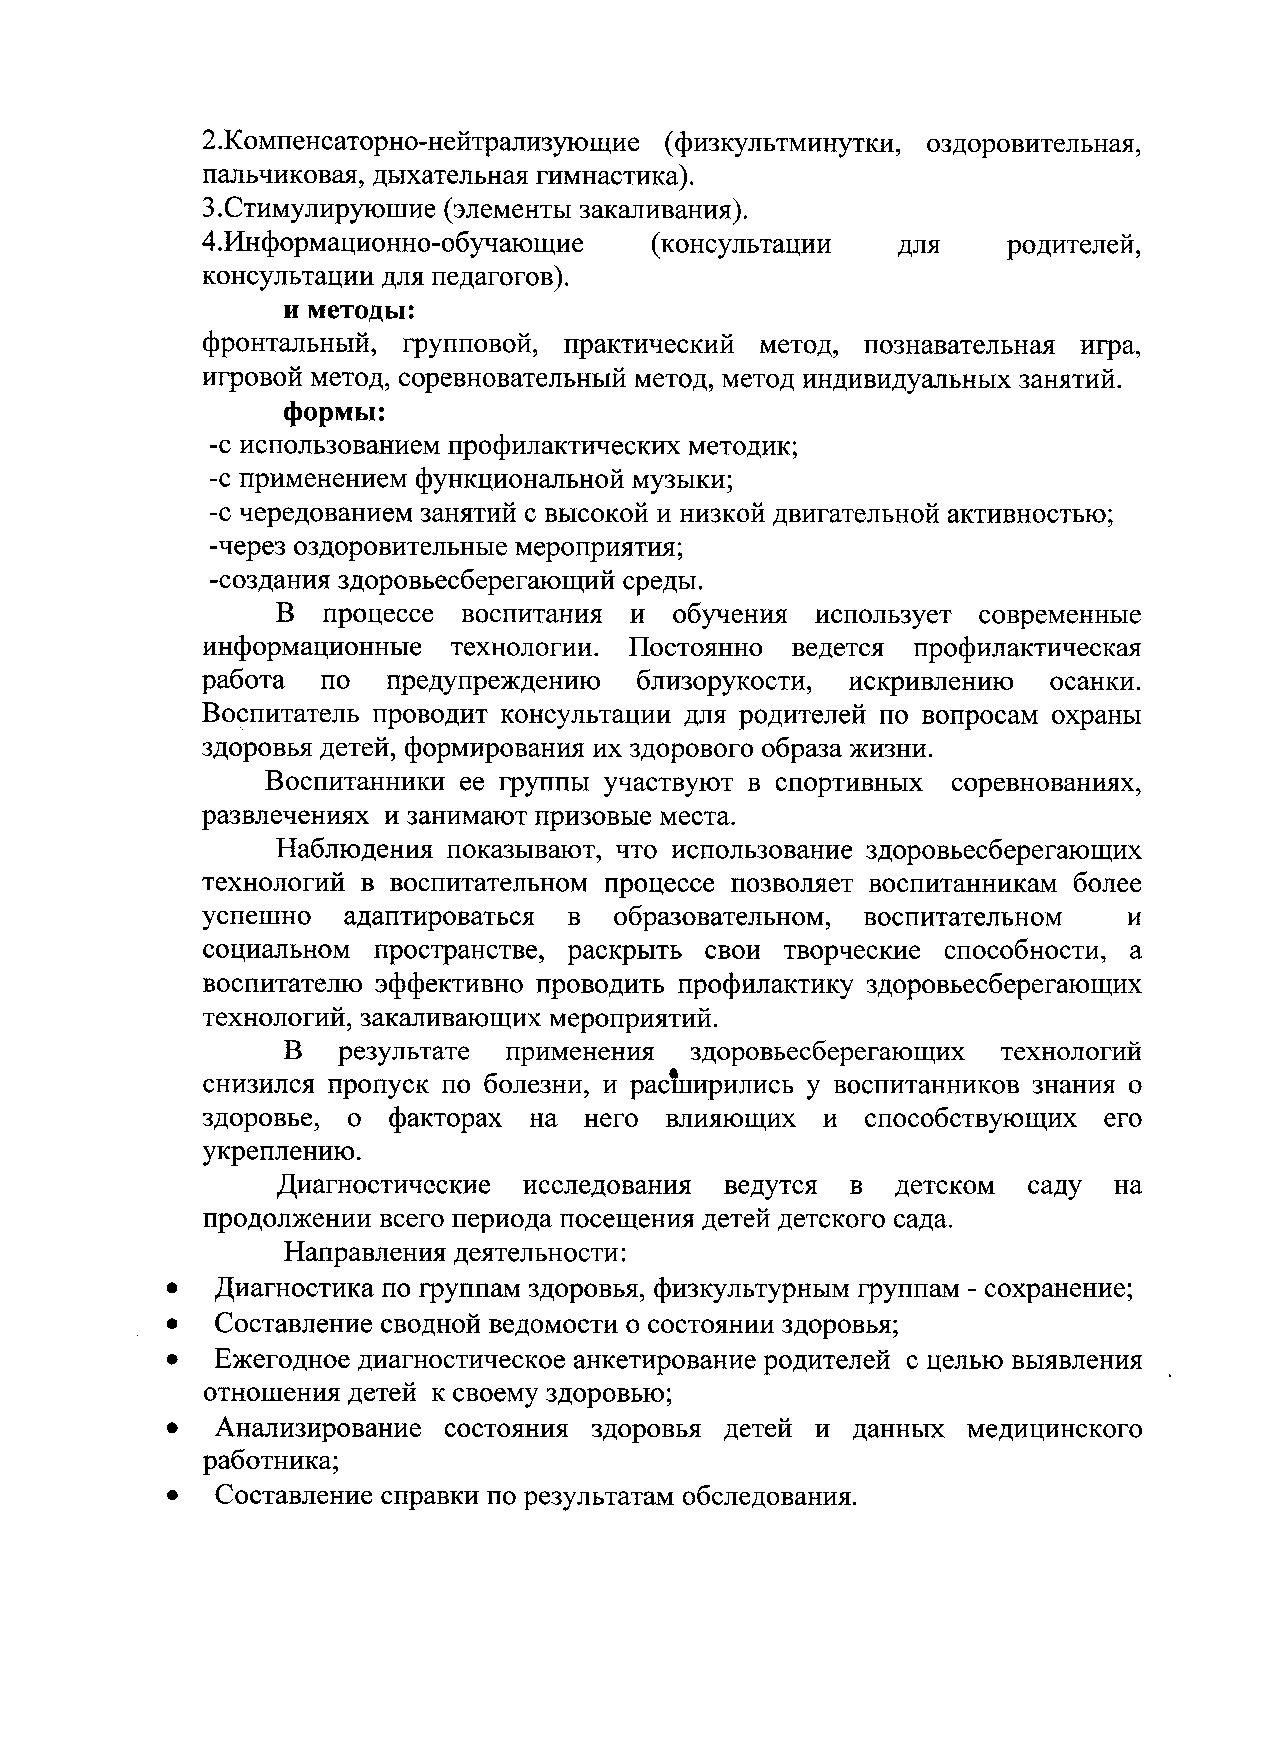 2.Компенсаторно-нейтрализующие (физкультминутки, оздоровительная,
пальчиковая, дыхательная гимнастика).
3.Стимулируюшие (элементы закаливания).
4.Информационно-обучающие (консультации для родителей,
консультации для педагогов).
и методы:
фронтальный, групповой, практический метод, познавательная игра,
игровой метод, соревновательный метод, метод индивидуальных занятий.
формы:
-с использованием профилактических методик;
-с применением функциональной музыки;
-с чередованием занятий с высокой и низкой двигательной активностью;
-через оздоровительные мероприятия;
-создания здоровьесберегающий среды.
В процессе воспитания и обучения использует современные
информационные технологии. Постоянно ведется профилактическая
работа по предупреждению близорукости, искривлению осанки.
Воспитатель проводит консультации для родителей по вопросам охраны
здоровья детей, формирования их здорового образа жизни.
Воспитанники ее группы участвуют в спортивных соревнованиях,
развлечениях и занимают призовые места.
Наблюдения показывают, что использование здоровьесберегающих
технологий в воспитательном процессе позволяет воспитанникам более
успешно адаптироваться в образовательном, воспитательном и
социальном пространстве, раскрыть свои творческие способности, а
воспитателю эффективно проводить профилактику здоровьесберегающих
технологий, закаливающих мероприятий.
В результате применения здоровьесберегающих технологий
снизился пропуск по болезни, и расширились у воспитанников знания о
здоровье, о факторах на него влияющих и способствующих его
укреплению.
Диагностические исследования ведутся в детском саду на
продолжении всего периода посещения детей детского сада.
Направления деятельности:
• Диагностика по группам здоровья, физкультурным группам - сохранение;
• Составление сводной ведомости о состоянии здоровья;
• Ежегодное диагностическое анкетирование родителей с целью выявления
отношения детей к своему здоровью;
• Анализирование состояния здоровья детей и данных медицинского
работника;
• Составление справки по результатам обследования.